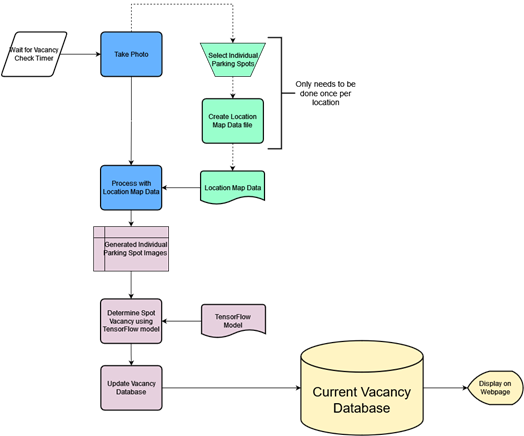 Wait for Vacancy
Check Timer
Take Photo
Select Individual
Parking Spots
Only needs to be
done once per
location
Create Location
Map Data file
Process with
Location Map Data
Location Map Data
Generated Individual
Parking Spot Images
Determine Spot
Vacancy using
TensorFlow model
TensorFlow
Model
Update Vacancy
Database
Current Vacancy
Database
Display on
Webpage